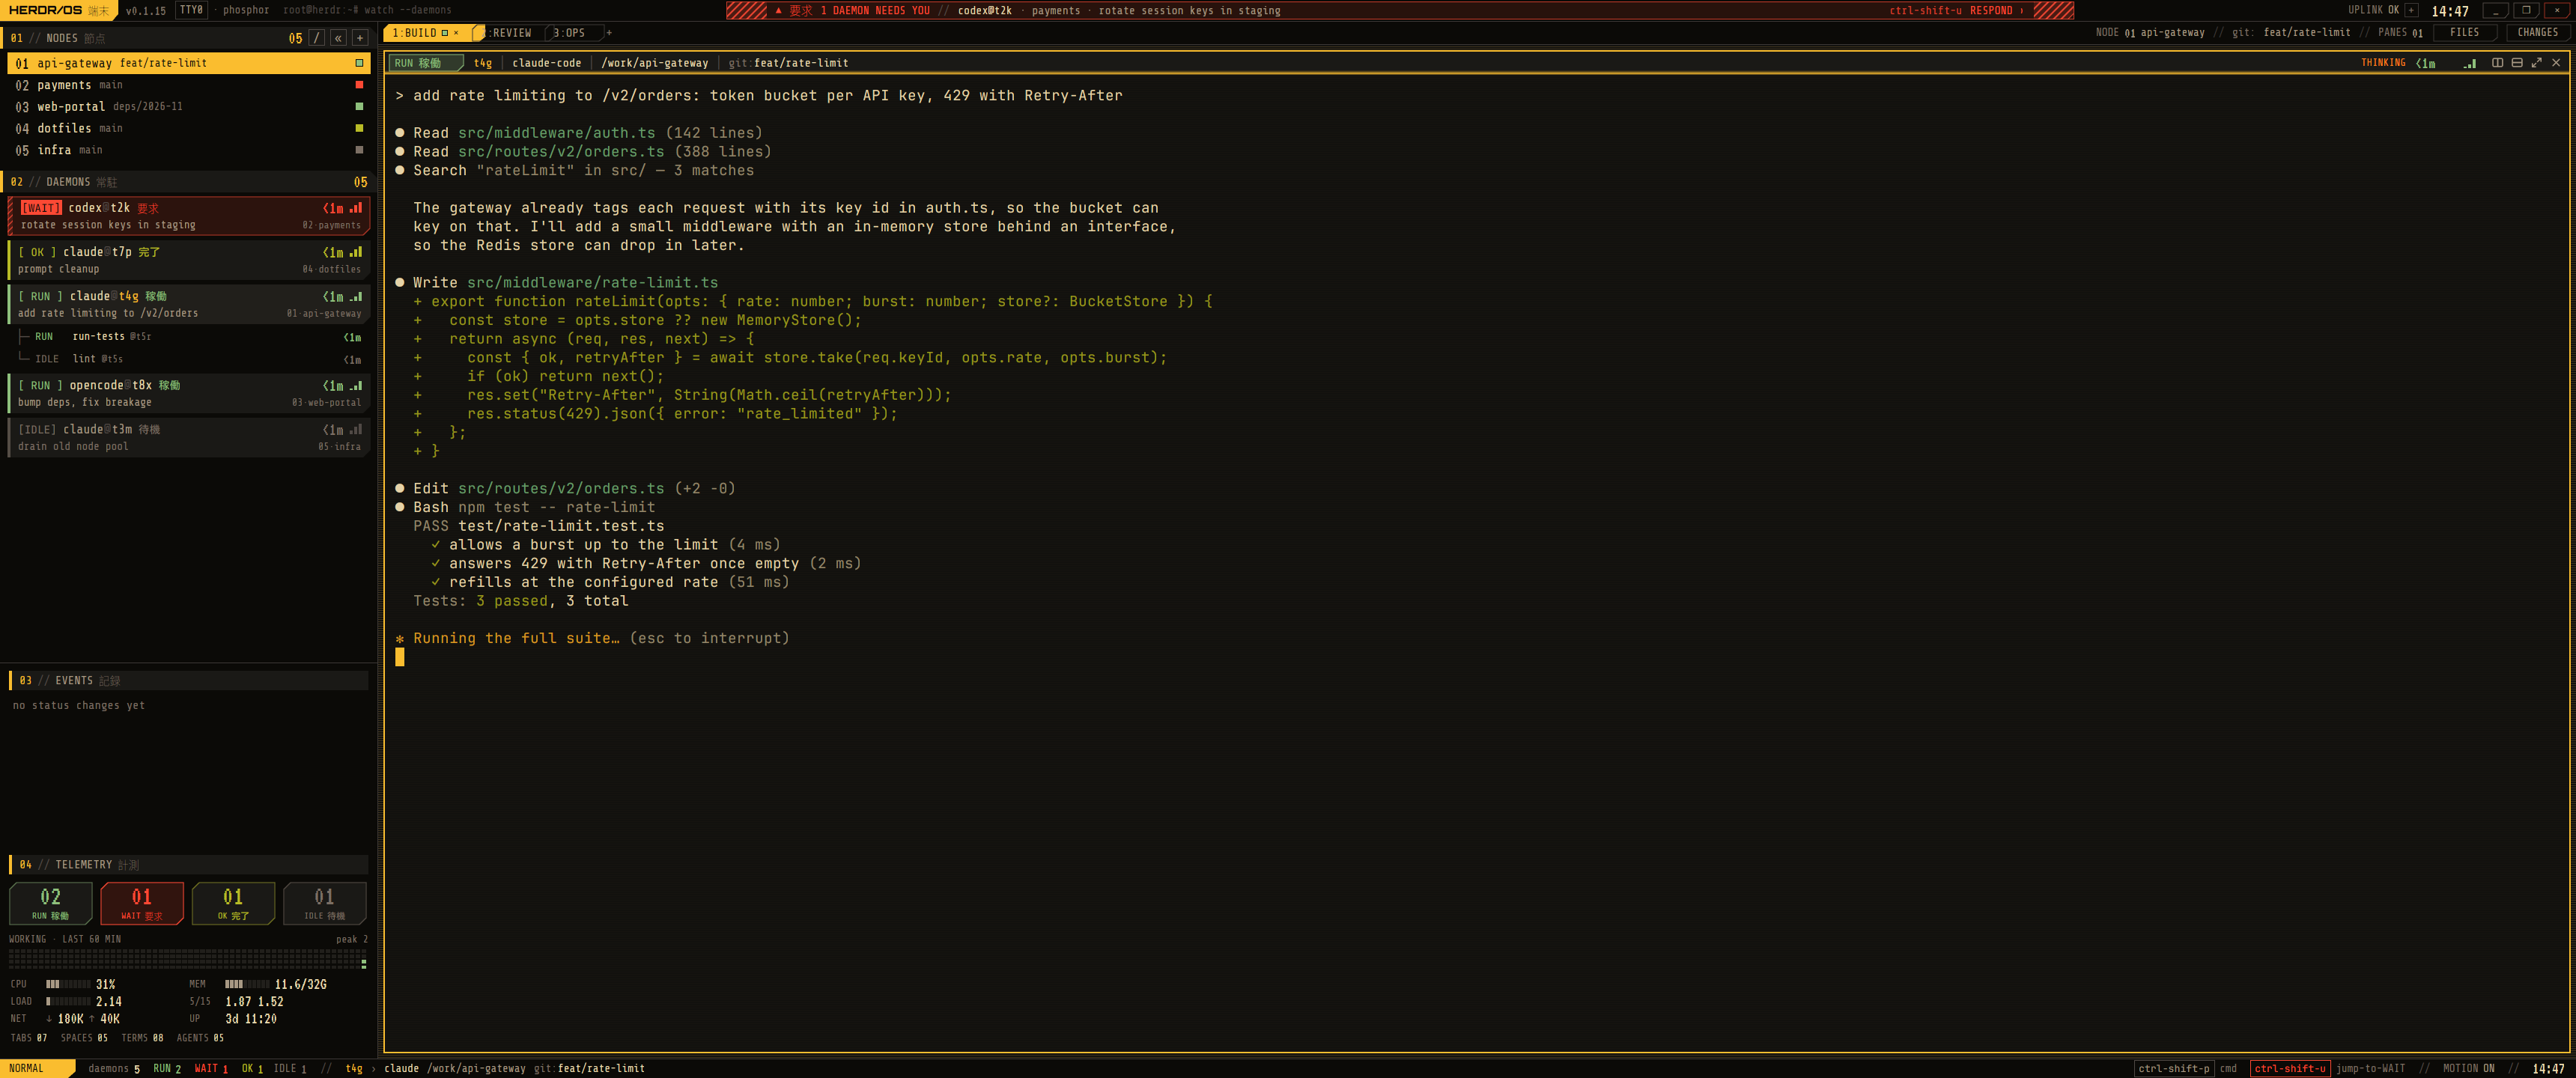 HERDR/OS 端末 v0.1.15 TTY0 · phosphor root@herdr:~# watch --daemons
▲ 要求 1 DAEMON NEEDS YOU // codex@t2k · payments · rotate session keys in staging ctrl-shift-u RESPOND ›
UPLINK OK + 14:47 _ ❐ ×
01 // NODES 節点 05 / « +
01 api-gateway feat/rate-limit
02 payments main
03 web-portal deps/2026-11
04 dotfiles main
05 infra main
02 // DAEMONS 常駐 05
[WAIT] codex@t2k 要求 <1m
rotate session keys in staging 02·payments
[ OK ] claude@t7p 完了 <1m
prompt cleanup 04·dotfiles
[ RUN ] claude@t4g 稼働 <1m
add rate limiting to /v2/orders 01·api-gateway
├─ RUN run-tests @t5r <1m
└─ IDLE lint @t5s <1m
[ RUN ] opencode@t8x 稼働 <1m
bump deps, fix breakage 03·web-portal
[IDLE] claude@t3m 待機 <1m
drain old node pool 05·infra
03 // EVENTS 記録
no status changes yet
04 // TELEMETRY 計測
02 01 01 01
RUN 稼働 WAIT 要求 OK 完了 IDLE 待機
WORKING · LAST 60 MIN peak 2
CPU 31% MEM 11.6/32G
LOAD 2.14 5/15 1.87 1.52
NET ↓ 180K ↑ 40K UP 3d 11:20
TABS 07 SPACES 05 TERMS 08 AGENTS 05
1:BUILD × :REVIEW 3:OPS +
NODE 01 api-gateway // git: feat/rate-limit // PANES 01 FILES CHANGES
RUN 稼働 t4g claude-code /work/api-gateway git:feat/rate-limit THINKING <1m
> add rate limiting to /v2/orders: token bucket per API key, 429 with Retry-After
● Read src/middleware/auth.ts (142 lines)
● Read src/routes/v2/orders.ts (388 lines)
● Search "rateLimit" in src/ — 3 matches
The gateway already tags each request with its key id in auth.ts, so the bucket can
key on that. I'll add a small middleware with an in-memory store behind an interface,
so the Redis store can drop in later.
● Write src/middleware/rate-limit.ts
+ export function rateLimit(opts: { rate: number; burst: number; store?: BucketStore }) {
+   const store = opts.store ?? new MemoryStore();
+   return async (req, res, next) => {
+     const { ok, retryAfter } = await store.take(req.keyId, opts.rate, opts.burst);
+     if (ok) return next();
+     res.set("Retry-After", String(Math.ceil(retryAfter)));
+     res.status(429).json({ error: "rate_limited" });
+   };
+ }
● Edit src/routes/v2/orders.ts (+2 -0)
● Bash npm test -- rate-limit
PASS test/rate-limit.test.ts
✓ allows a burst up to the limit (4 ms)
✓ answers 429 with Retry-After once empty (2 ms)
✓ refills at the configured rate (51 ms)
Tests: 3 passed, 3 total
✻ Running the full suite… (esc to interrupt)
NORMAL daemons 5 RUN 2 WAIT 1 OK 1 IDLE 1 // t4g › claude /work/api-gateway git:feat/rate-limit
ctrl-shift-p cmd ctrl-shift-u jump-to-WAIT // MOTION ON // 14:47